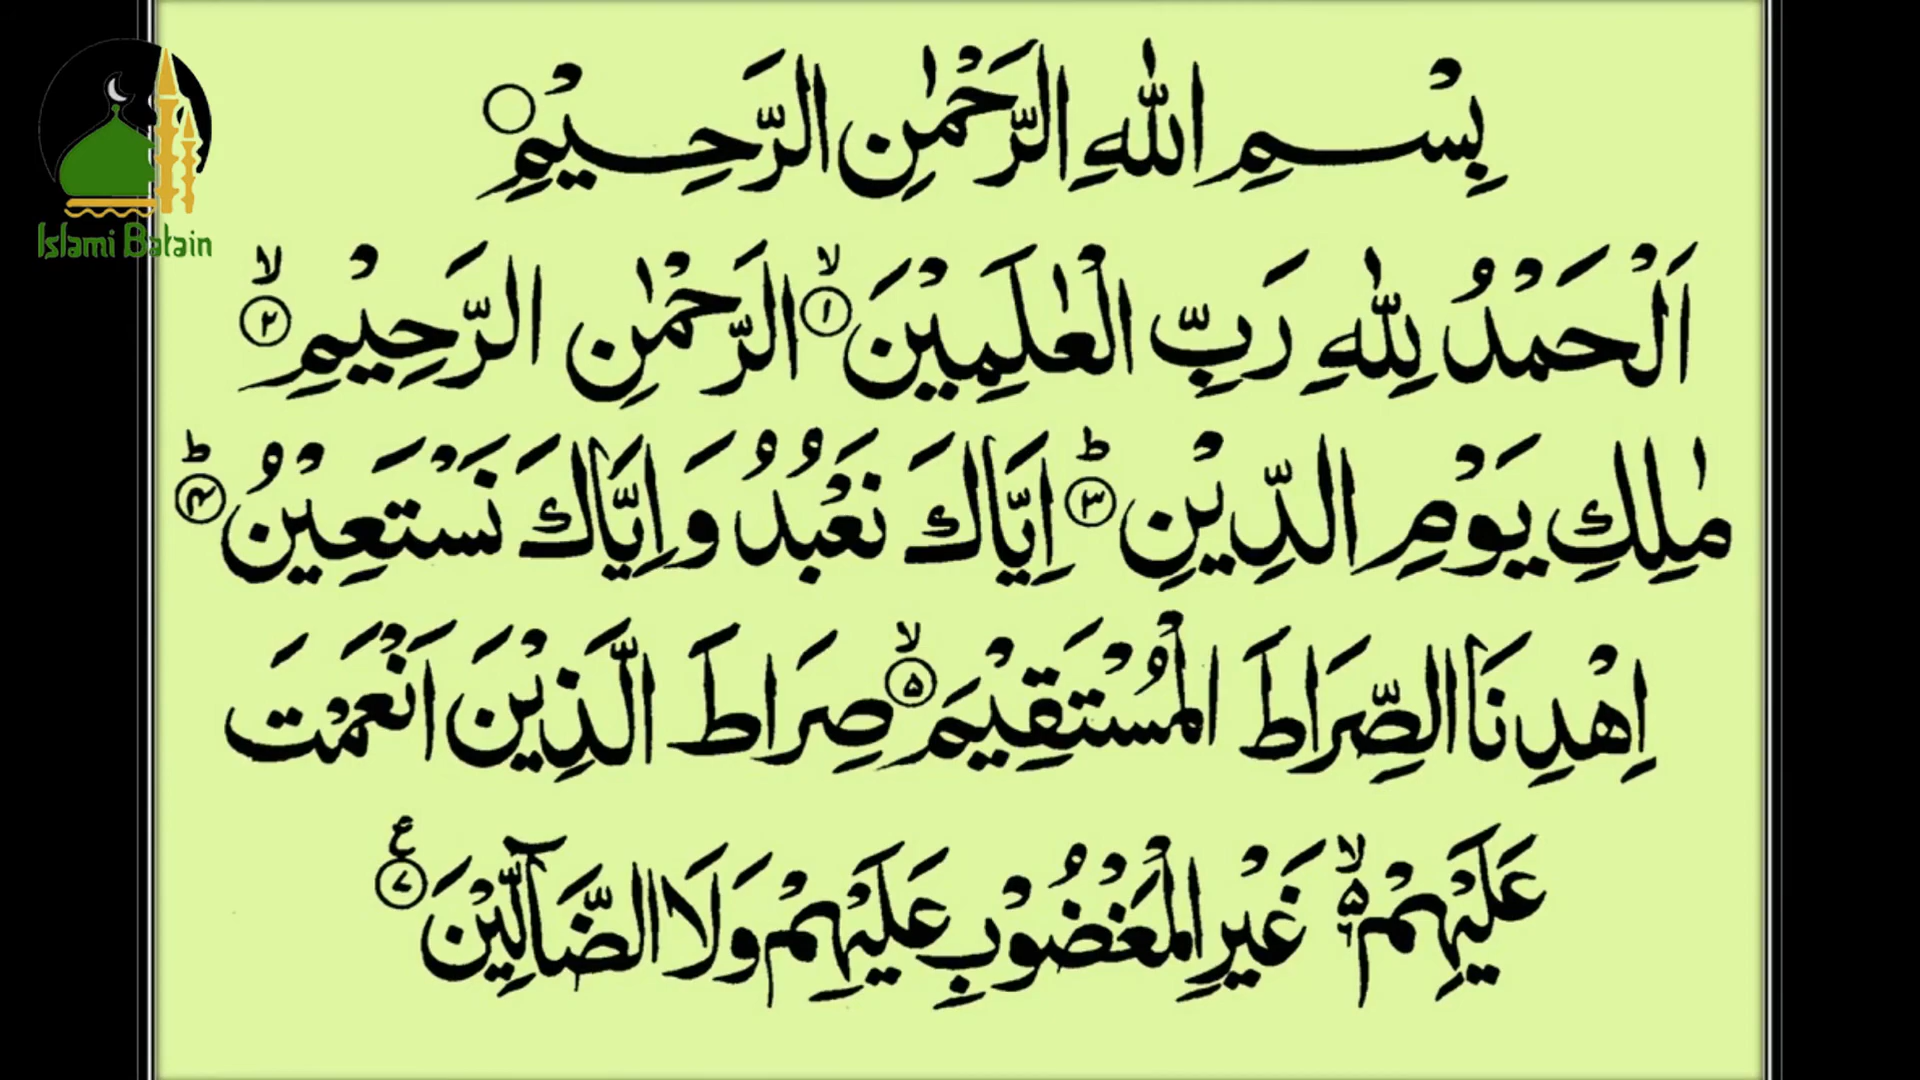 Islami Batain
بِسْمِ اللّٰهِ الرَّحْمٰنِ الرَّحِيْمِ ○
اَلْحَمْدُ لِلّٰهِ رَبِّ الْعٰلَمِيْنَ ۙ﴿۱﴾ الرَّحْمٰنِ الرَّحِيْمِ ۙ﴿۲﴾
مٰلِكِ يَوْمِ الدِّيْنِ ؕ﴿۳﴾ اِيَّاكَ نَعْبُدُ وَ اِيَّاكَ نَسْتَعِيْنُ ؕ﴿۴﴾
اِهْدِنَا الصِّرَاطَ الْمُسْتَقِيْمَ ۙ﴿۵﴾ صِرَاطَ الَّذِيْنَ اَنْعَمْتَ
عَلَيْهِمْ ۙ۵ غَيْرِ الْمَغْضُوْبِ عَلَيْهِمْ وَلَا الضَّآلِّيْنَ ﴿۷﴾ ع